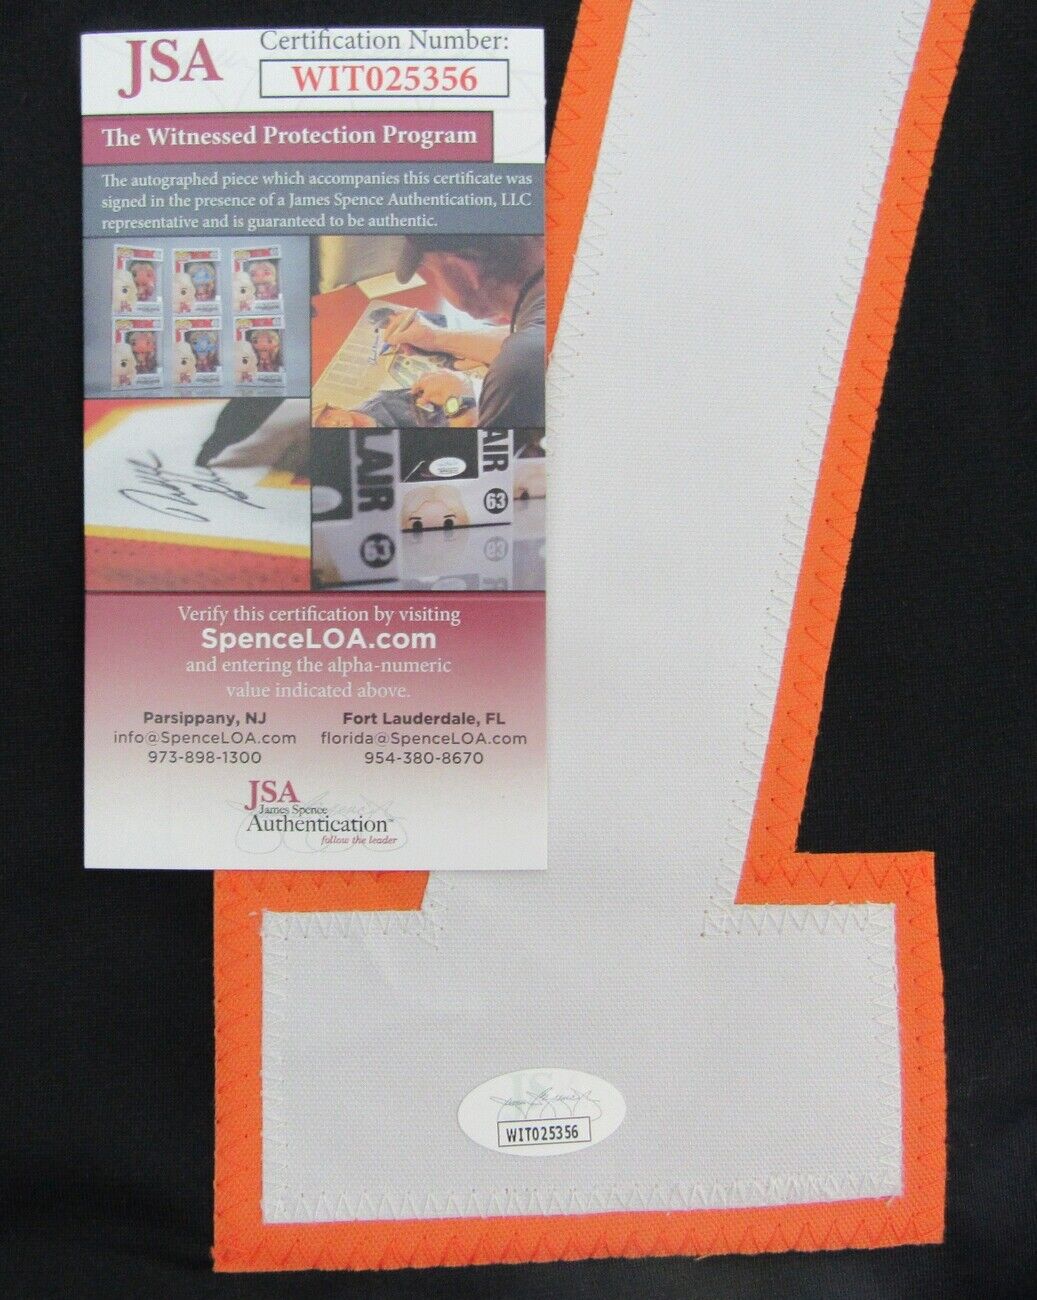 JSA
Certification Number:
WIT025356
The Witnessed Protection Program
The autographed piece which accompanies this certificate was
signed in the presence of a James Spence Authentication, LLC
representative and is guaranteed to be authentic.
LAIR
AIR
63
63
Verify this certification by visiting
SpenceLOA.com
and entering the alpha-numeric
value indicated above.
Parsippany, NJ
info@SpenceLOA.com
973-898-1300
Fort Lauderdale, FL
florida@SpenceLOA.com
954-380-8670
JSA
James Spence
Authentication™
follow the leader
JSA
WIT025356